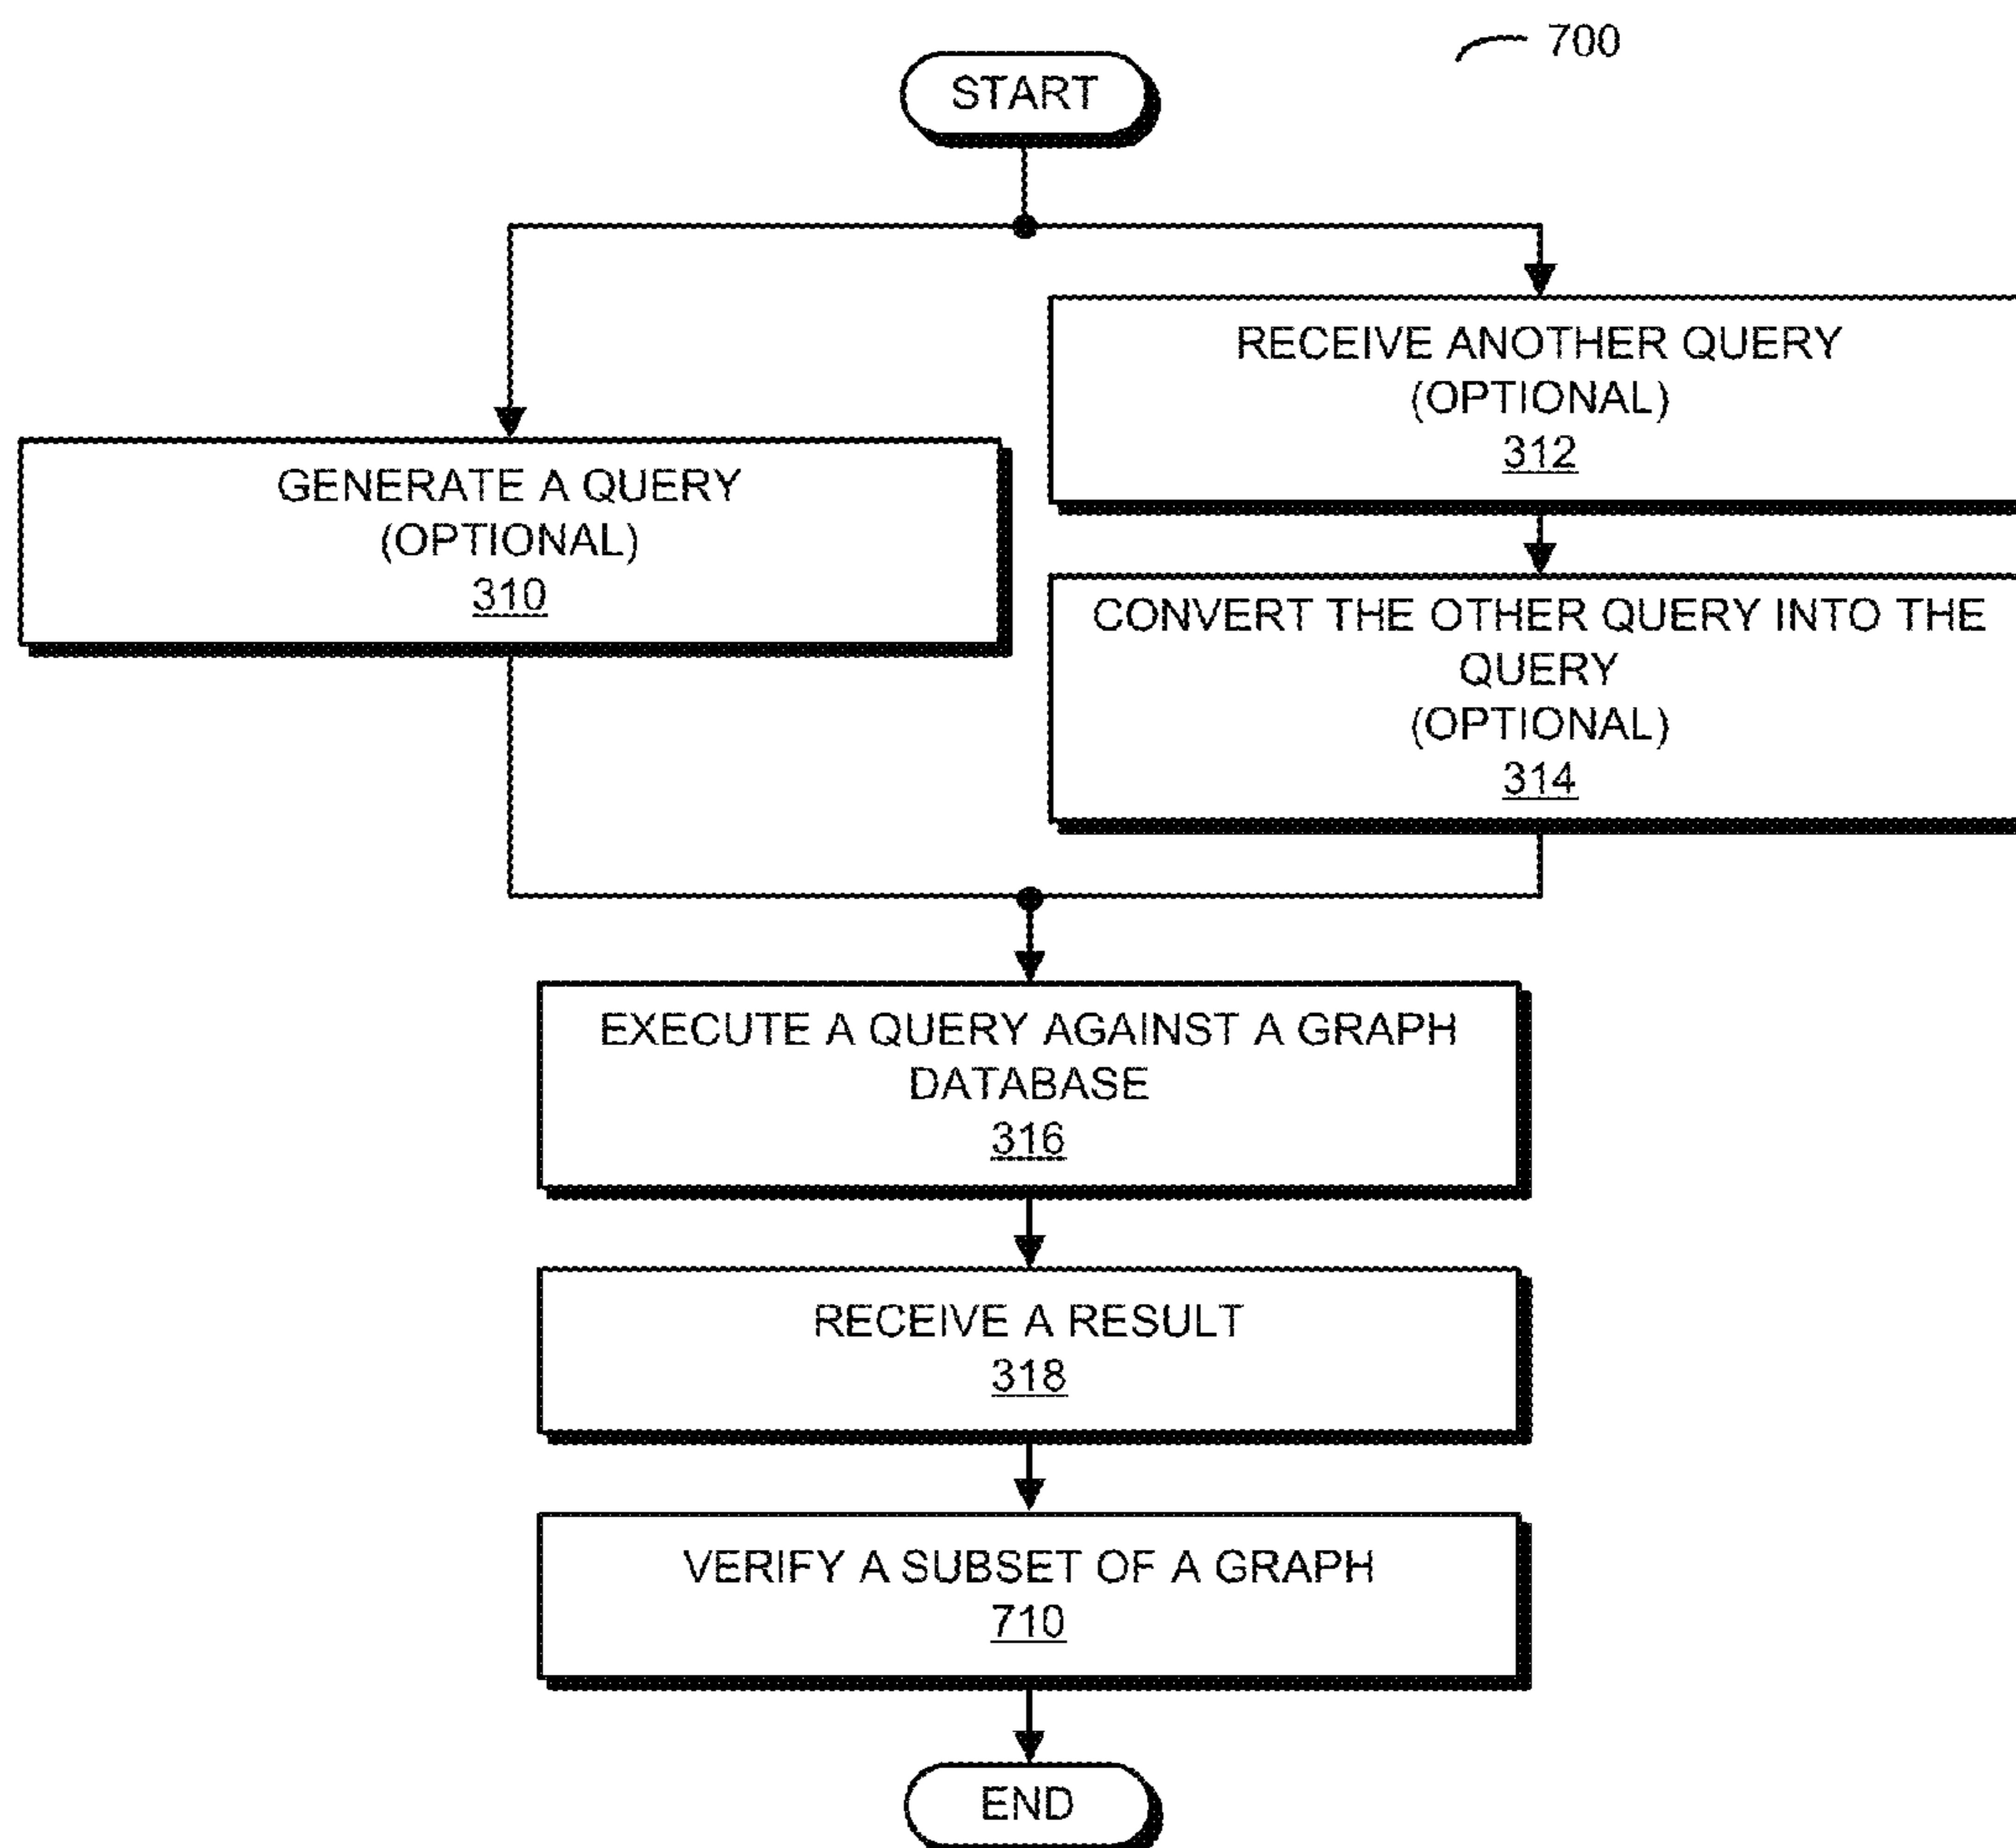 700
START
RECEIVE ANOTHER QUERY
(OPTIONAL)
312
GENERATE A QUERY
(OPTIONAL)
310
CONVERT THE OTHER QUERY INTO THE
QUERY
(OPTIONAL)
314
EXECUTE A QUERY AGAINST A GRAPH
DATABASE
316
RECEIVE A RESULT
318
VERIFY A SUBSET OF A GRAPH
710
END